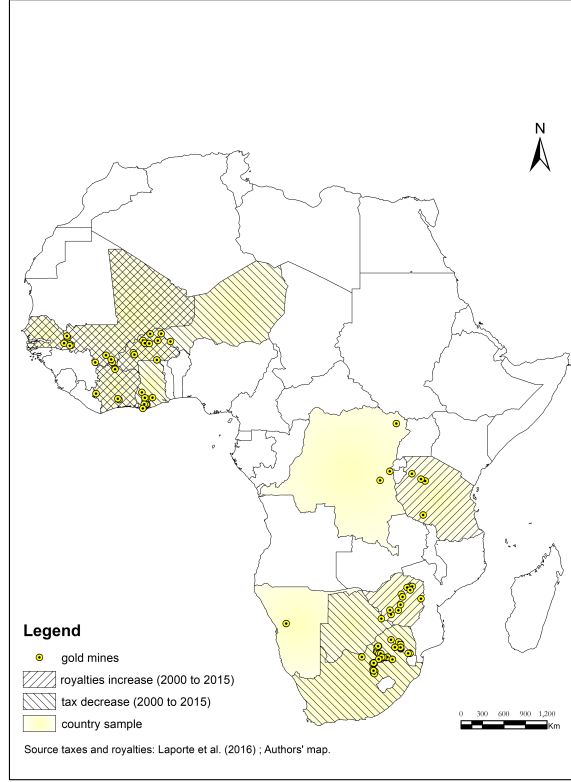 N
Legend
gold mines
royalties increase (2000 to 2015)
tax decrease (2000 to 2015)
country sample
0 300 600 900 1,200
Km
Source taxes and royalties: Laporte et al. (2016) ; Authors' map.